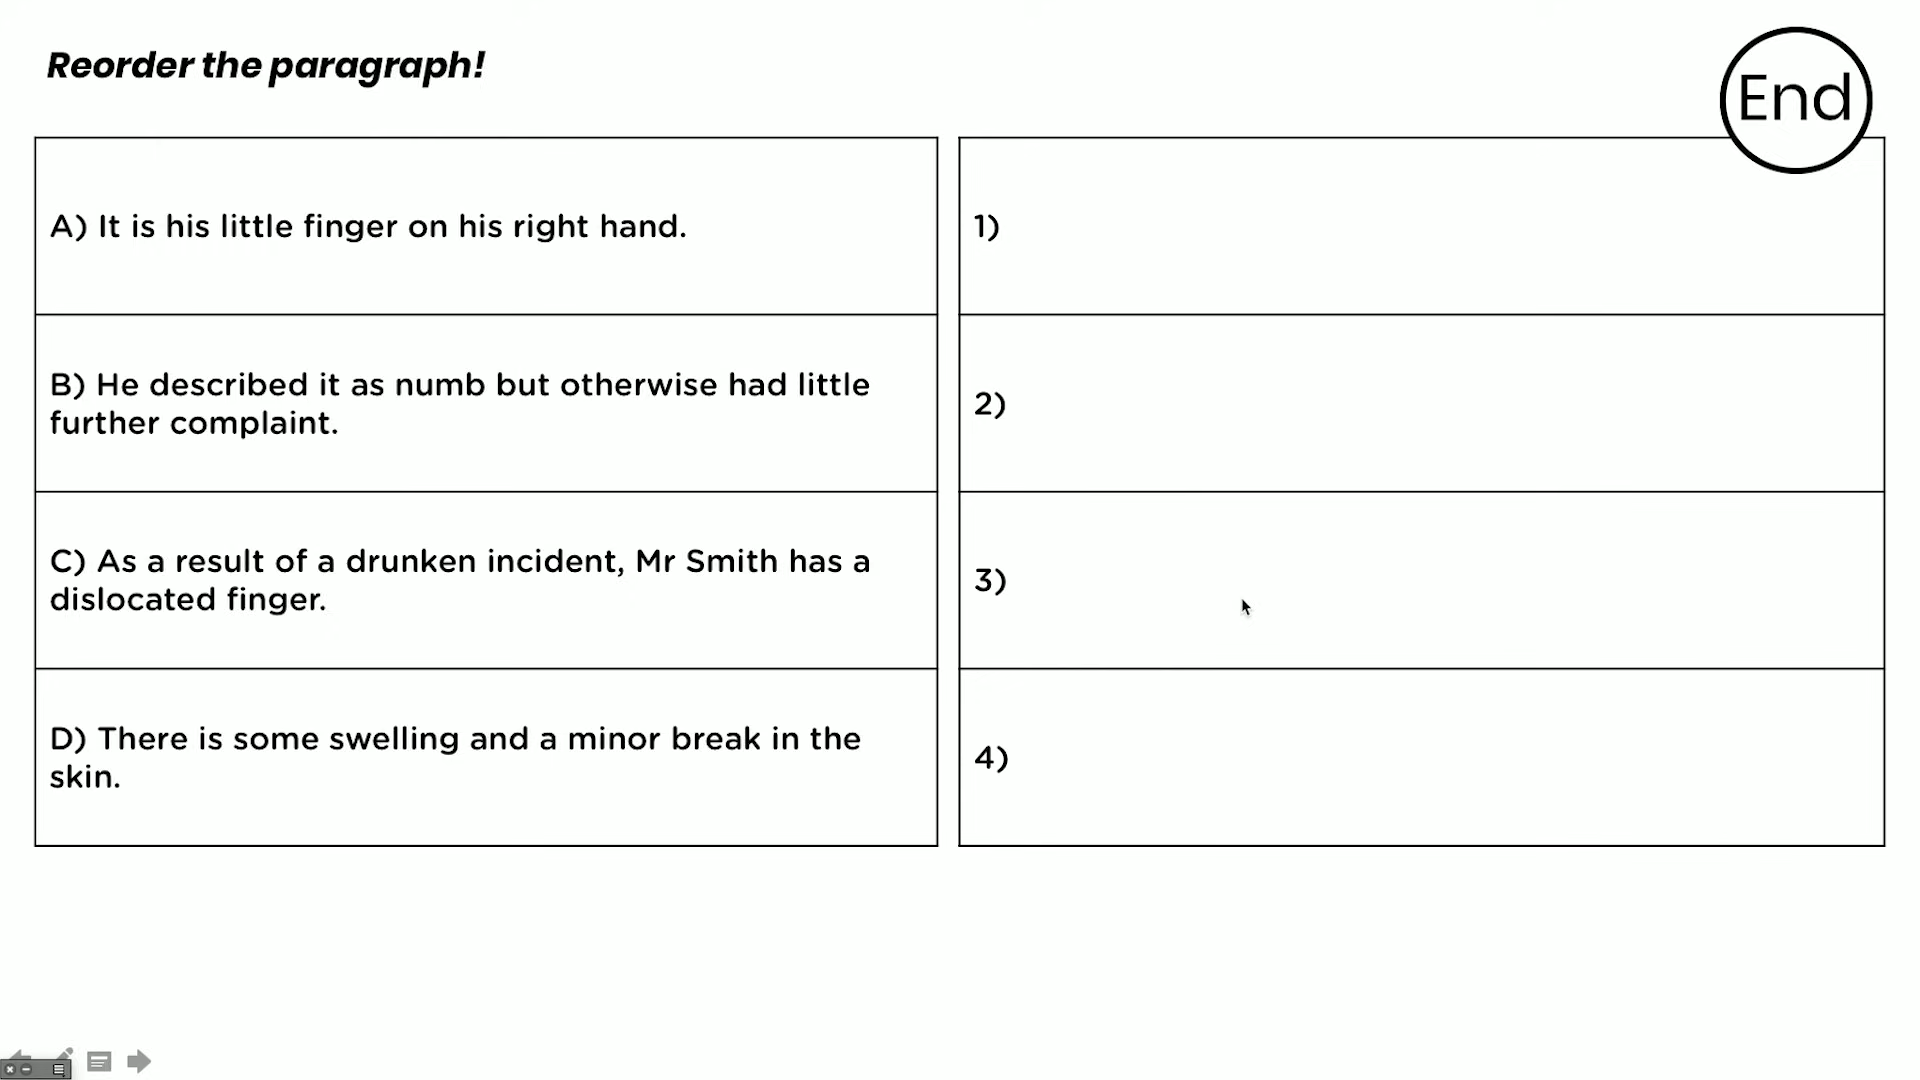 Reorder the paragraph!
End
A) It is his little finger on his right hand.
B) He described it as numb but otherwise had little
further complaint.
C) As a result of a drunken incident, Mr Smith has a
dislocated finger.
D) There is some swelling and a minor break in the
skin.
1)
2)
3)
4)